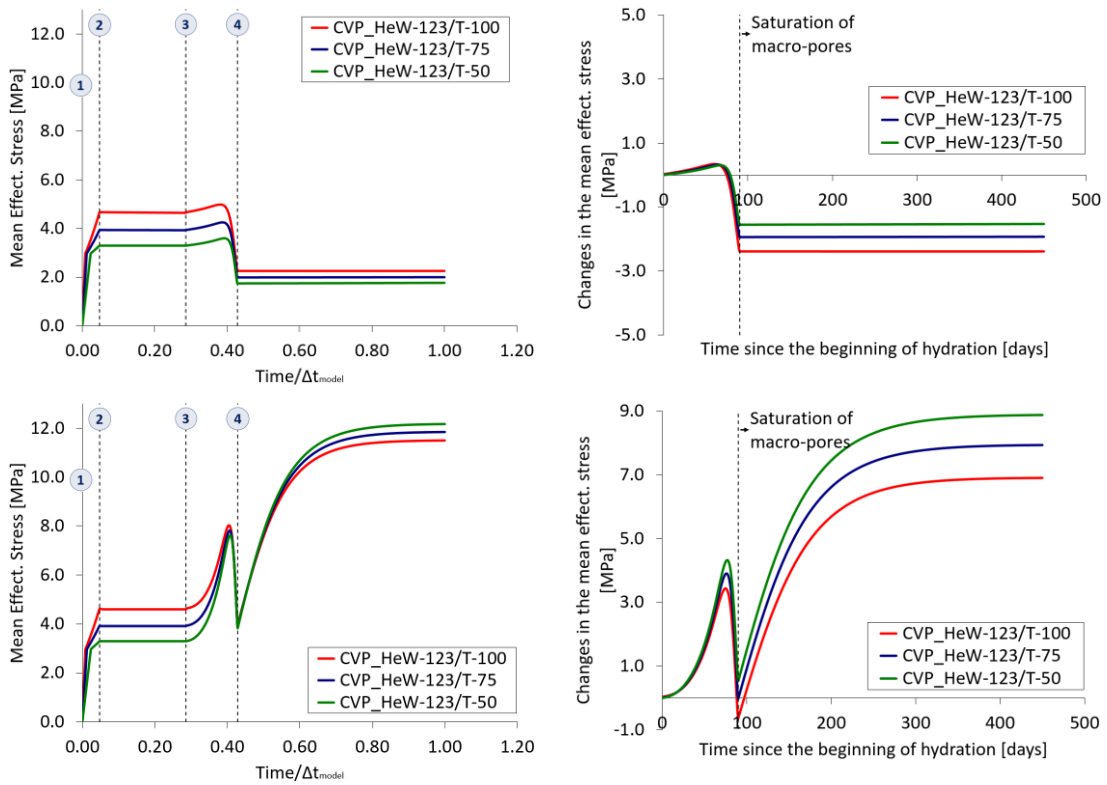 Mean Effect. Stress [MPa]
12.0
10.0
8.0
6.0
4.0
2.0
0.0
1
2
3
4
CVP_HeW-123/T-100
CVP_HeW-123/T-75
CVP_HeW-123/T-50
0.00 0.20 0.40 0.60 0.80 1.00 1.20
Time/Δtmodel
Changes in the mean effect. stress
[MPa]
5.0
3.0
1.0
-1.0
-3.0
-5.0
Saturation of
macro-pores
CVP_HeW-123/T-100
CVP_HeW-123/T-75
CVP_HeW-123/T-50
0 100 200 300 400 500
Time since the beginning of hydration [days]
Mean Effect. Stress [MPa]
12.0
10.0
8.0
6.0
4.0
2.0
0.0
1
2
3
4
CVP_HeW-123/T-100
CVP_HeW-123/T-75
CVP_HeW-123/T-50
0.00 0.20 0.40 0.60 0.80 1.00 1.20
Time/Δtmodel
Changes in the mean effect. stress
[MPa]
9.0
7.0
5.0
3.0
1.0
-1.0
Saturation of
macro-pores
CVP_HeW-123/T-100
CVP_HeW-123/T-75
CVP_HeW-123/T-50
0 100 200 300 400 500
Time since the beginning of hydration [days]